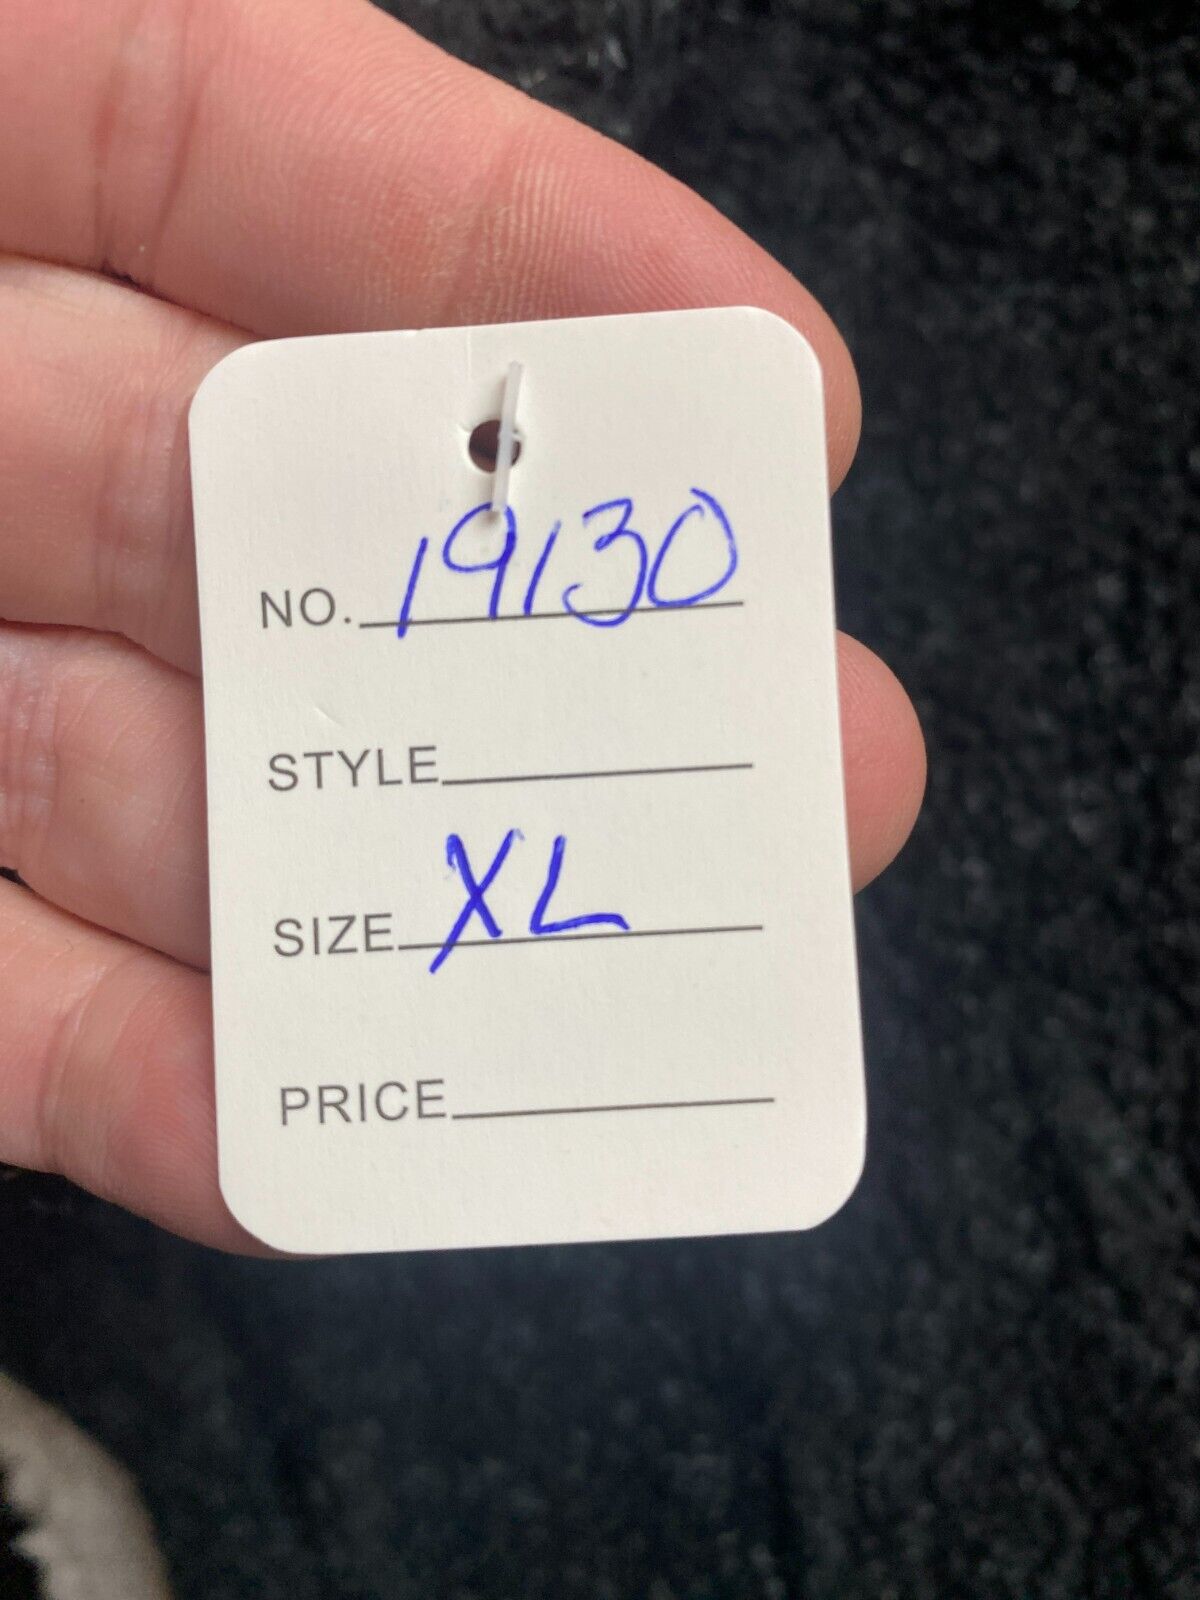 NO. 19130
STYLE
SIZE XL
PRICE